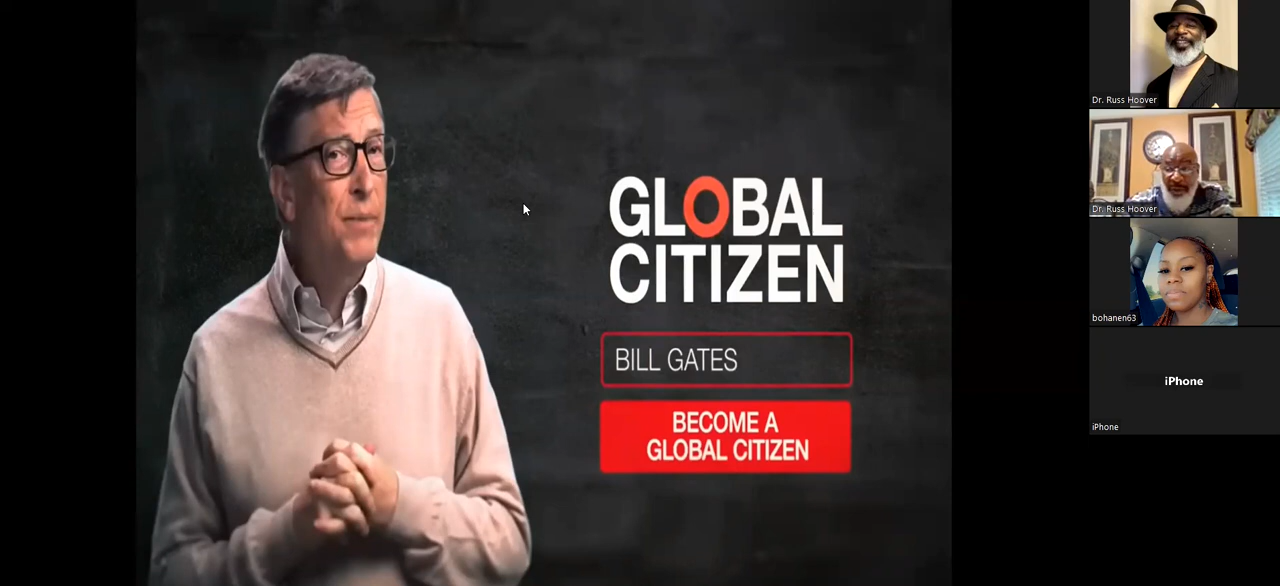 GLOBAL
CITIZEN
BILL GATES
BECOME A
GLOBAL CITIZEN
Dr. Russ Hoover
Dr. Russ Hoover
bohanen63
iPhone
iPhone